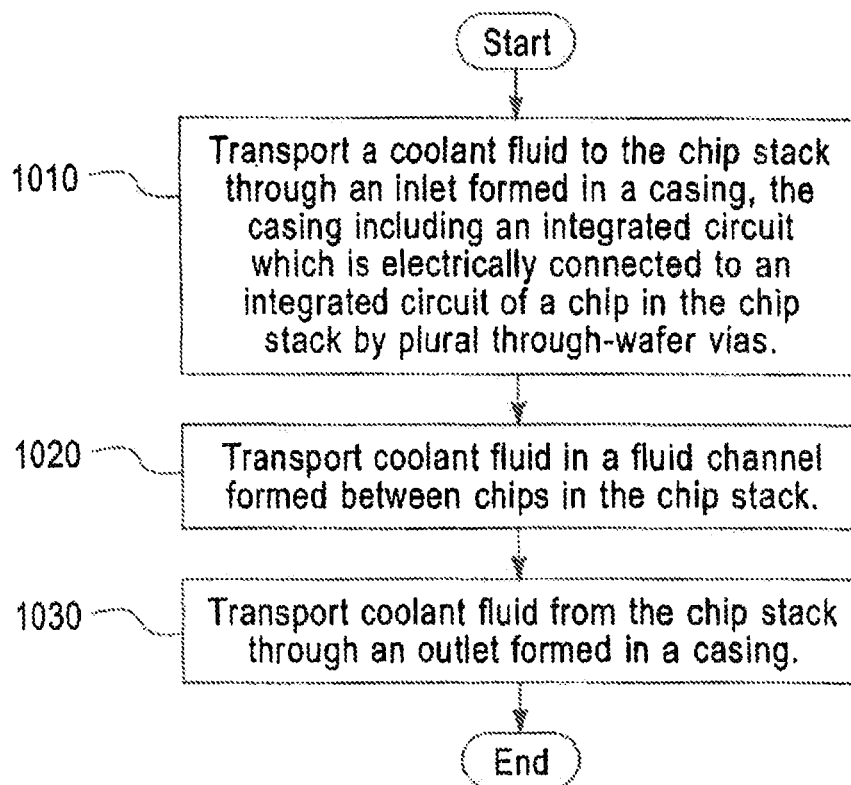 Start
1010
Transport a coolant fluid to the chip stack
through an inlet formed in a casing, the
casing including an integrated circuit
which is electrically connected to an
integrated circuit of a chip in the chip
stack by plural through-wafer vias.
1020
Transport coolant fluid in a fluid channel
formed between chips in the chip stack.
1030
Transport coolant fluid from the chip stack
through an outlet formed in a casing.
End